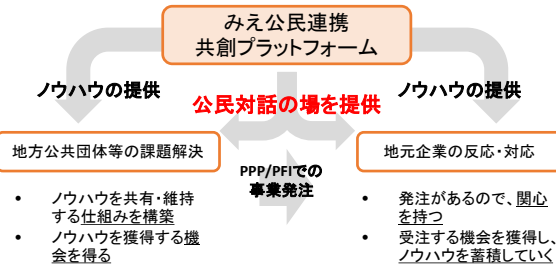 みえ公民連携
共創プラットフォーム
ノウハウの提供
公民対話の場を提供
ノウハウの提供
地方公共団体等の課題解決
PPP/PFIでの
事業発注
地元企業の反応・対応
• ノウハウを共有・維持
する仕組みを構築
• ノウハウを獲得する機
会を得る
• 発注があるので、関心
を持つ
• 受注する機会を獲得し、
ノウハウを蓄積していく